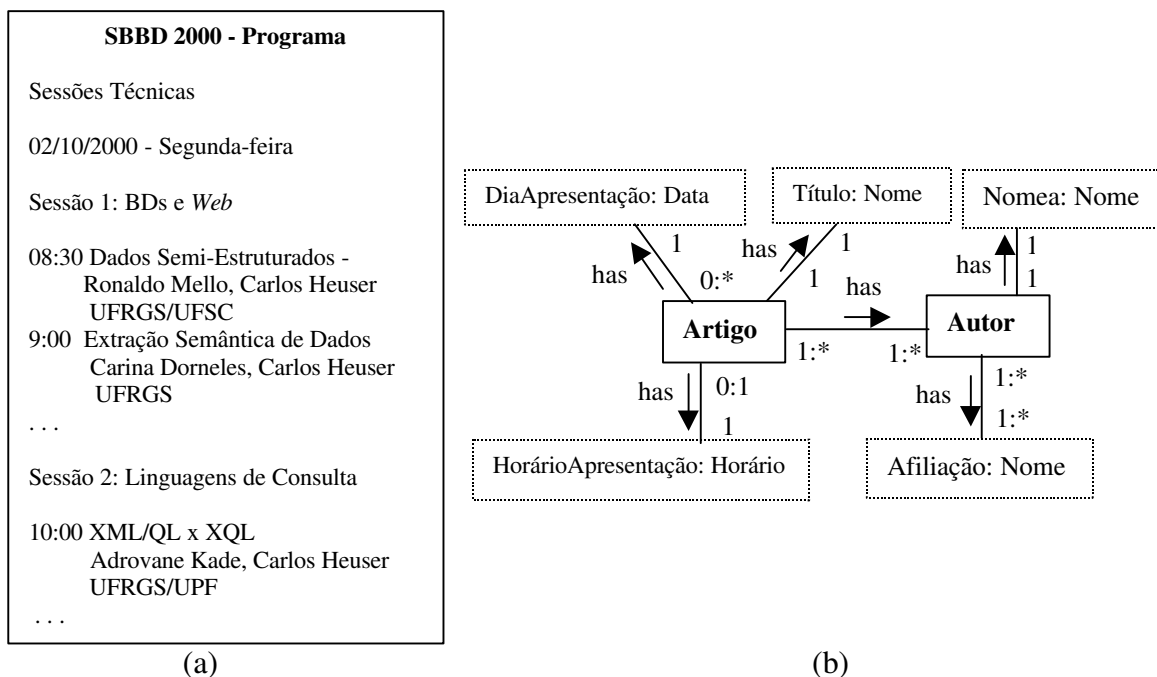 SBBD 2000 - Programa
Sessões Técnicas
02/10/2000 - Segunda-feira
Sessão 1: BDs e Web
08:30 Dados Semi-Estruturados -
Ronaldo Mello, Carlos Heuser
UFRGS/UFSC
9:00 Extração Semântica de Dados
Carina Dorneles, Carlos Heuser
UFRGS
. . .
Sessão 2: Linguagens de Consulta
10:00 XML/QL x XQL
Adrovane Kade, Carlos Heuser
UFRGS/UPF
. . .
(a)
DiaApresentação: Data
Título: Nome
Nomea: Nome
1
has
0:*
has
1
1
has
1
1
Artigo
has
Autor
1:*
1:*
has
0:1
1
has
1:*
1:*
HorárioApresentação: Horário
Afiliação: Nome
(b)